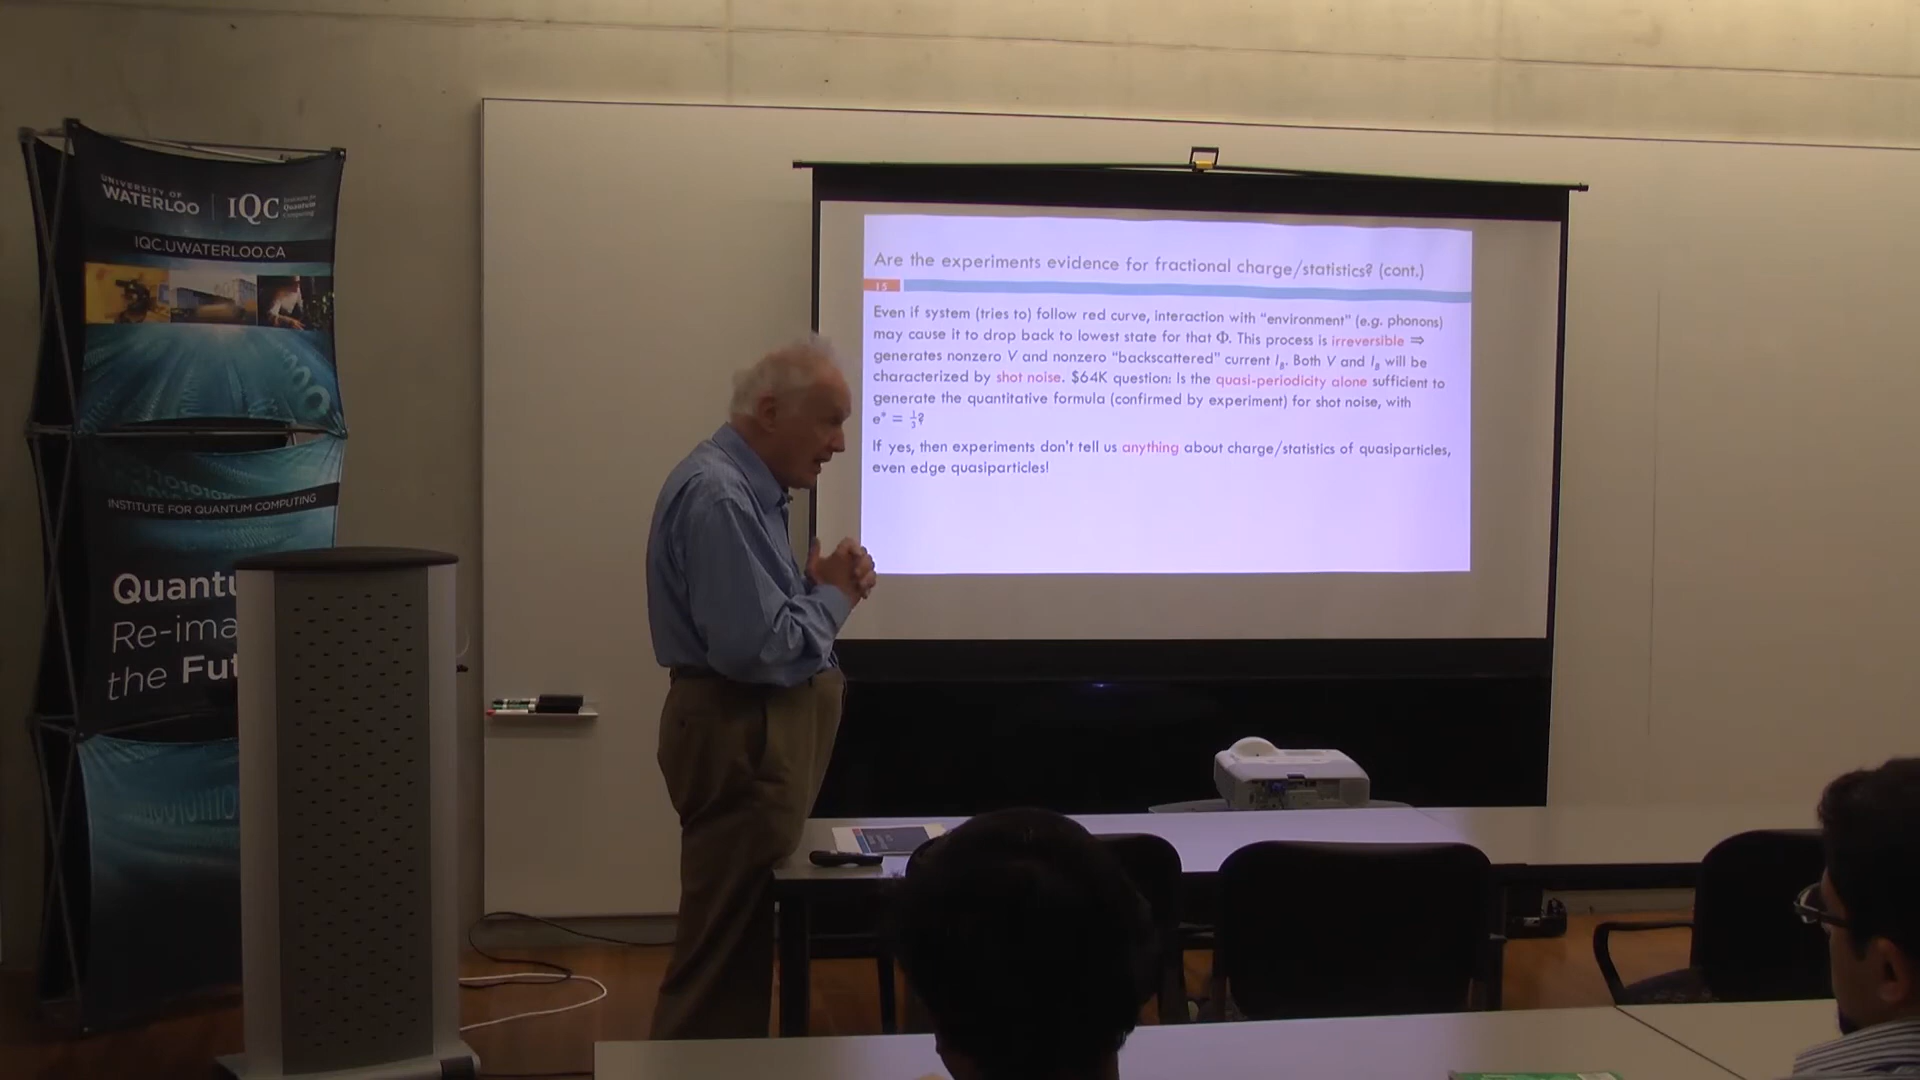 UNIVERSITY OF
WATERLOO
IQC
Institute for
Quantum
Computing
IQC.UWATERLOO.CA
INSTITUTE FOR QUANTUM COMPUTING
Quantu
Re-ima
the Fut
Are the experiments evidence for fractional charge/statistics? (cont.)
15
Even if system (tries to) follow red curve, interaction with “environment” (e.g. phonons)
may cause it to drop back to lowest state for that Φ. This process is irreversible ⇒
generates nonzero V and nonzero “backscattered” current I_B. Both V and I_B will be
characterized by shot noise. $64K question: Is the quasi-periodicity alone sufficient to
generate the quantitative formula (confirmed by experiment) for shot noise, with
e* = 1/3?
If yes, then experiments don't tell us anything about charge/statistics of quasiparticles,
even edge quasiparticles!